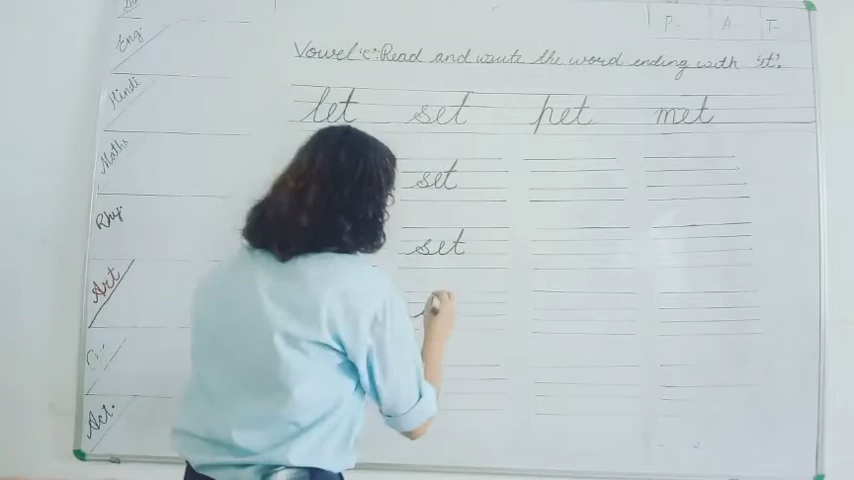 P- A- T-
Eng:
Vowel 'e': Read and write the word ending with 'et'.
Hindi
let set pet met
Maths
set
Rhy:
set
Art
Act: